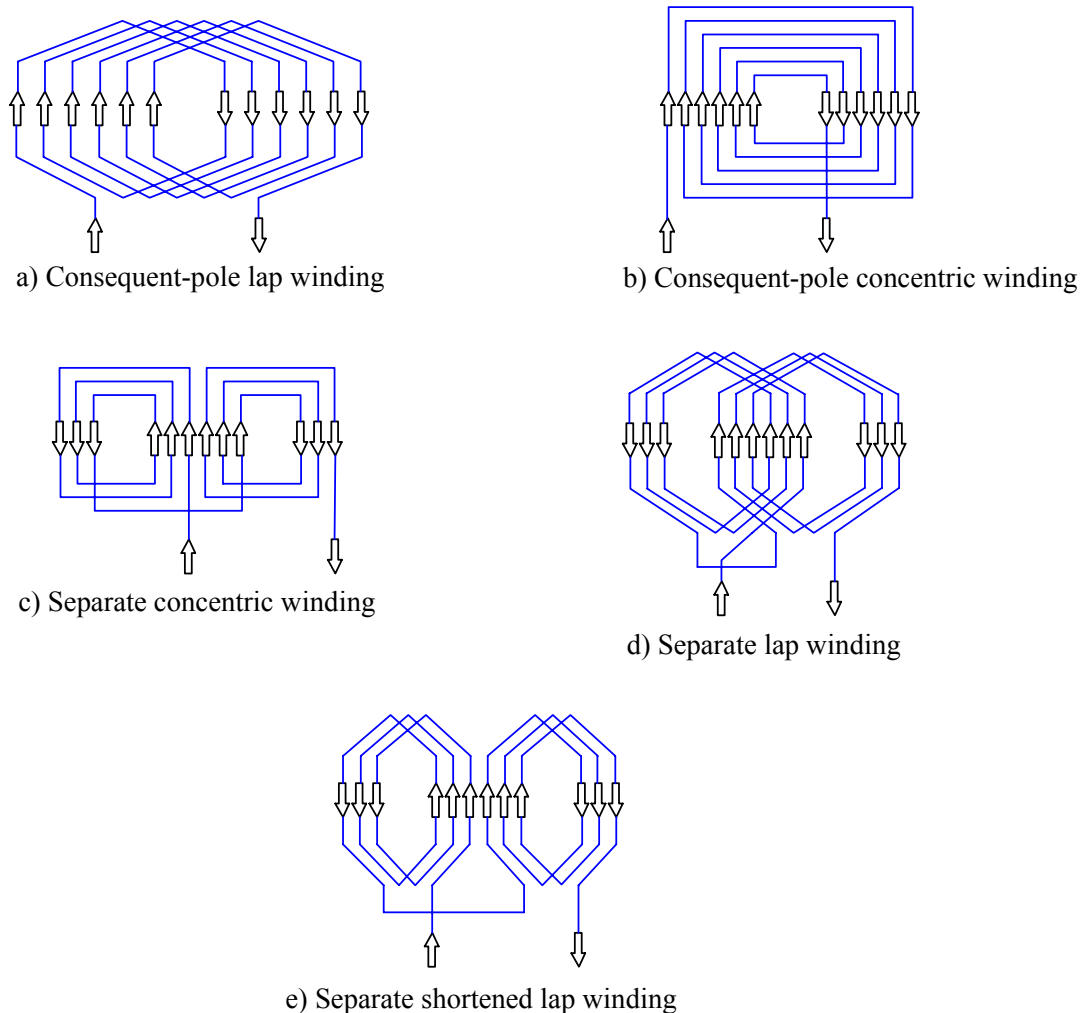 a) Consequent-pole lap winding
b) Consequent-pole concentric winding
c) Separate concentric winding
d) Separate lap winding
e) Separate shortened lap winding